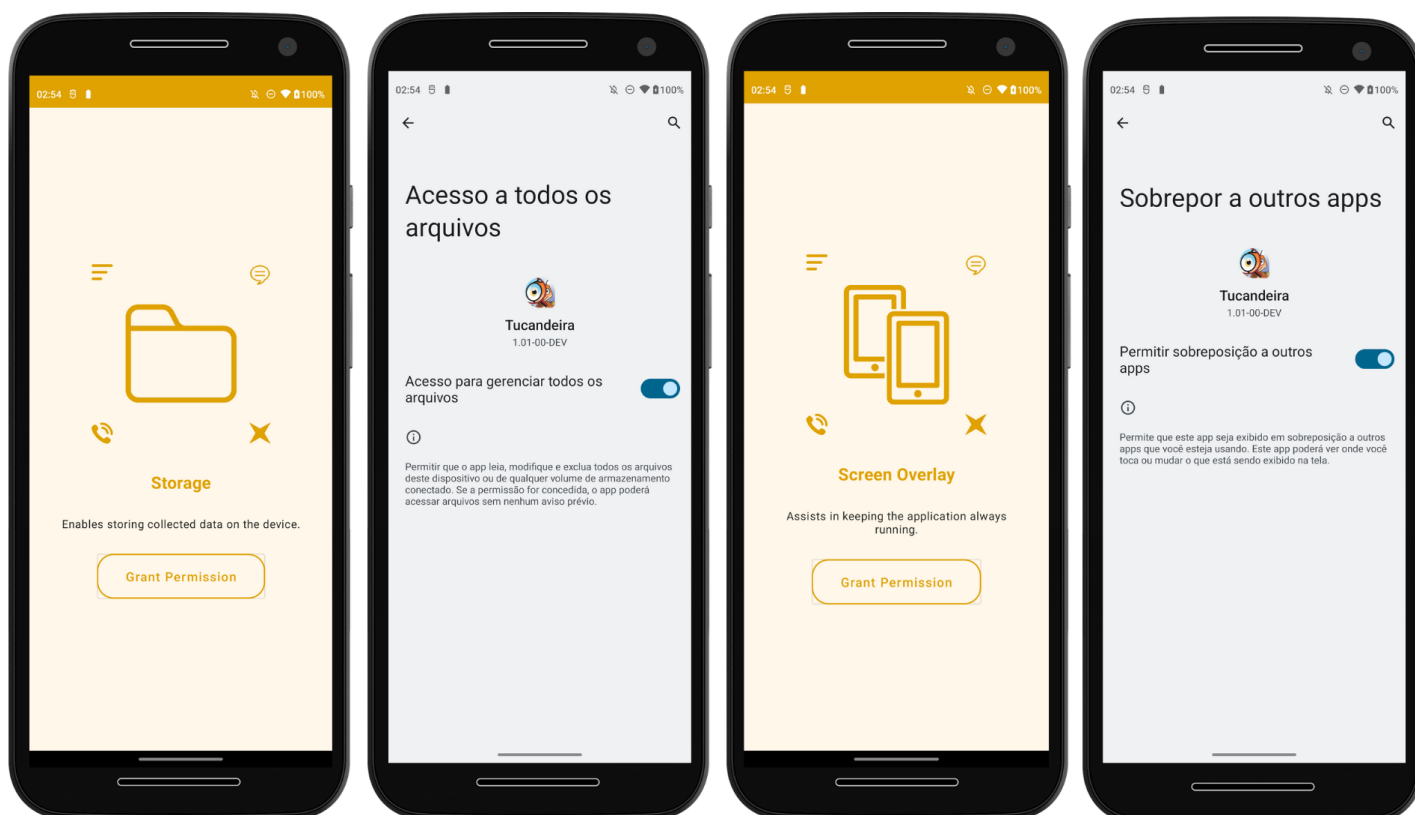 02:54
100%
Storage
Enables storing collected data on the device.
Grant Permission
02:54
100%
Acesso a todos os
arquivos
Tucandeira
1.01-00-DEV
Acesso para gerenciar todos os
arquivos
Permitir que o app leia, modifique e exclua todos os arquivos
deste dispositivo ou de qualquer volume de armazenamento
conectado. Se a permissão for concedida, o app poderá
acessar arquivos sem nenhum aviso prévio.
02:54
100%
Screen Overlay
Assists in keeping the application always
running.
Grant Permission
02:54
100%
Sobrepor a outros apps
Tucandeira
1.01-00-DEV
Permitir sobreposição a outros
apps
Permite que este app seja exibido em sobreposição a outros
apps que você esteja usando. Este app poderá ver onde você
toca ou mudar o que está sendo exibido na tela.